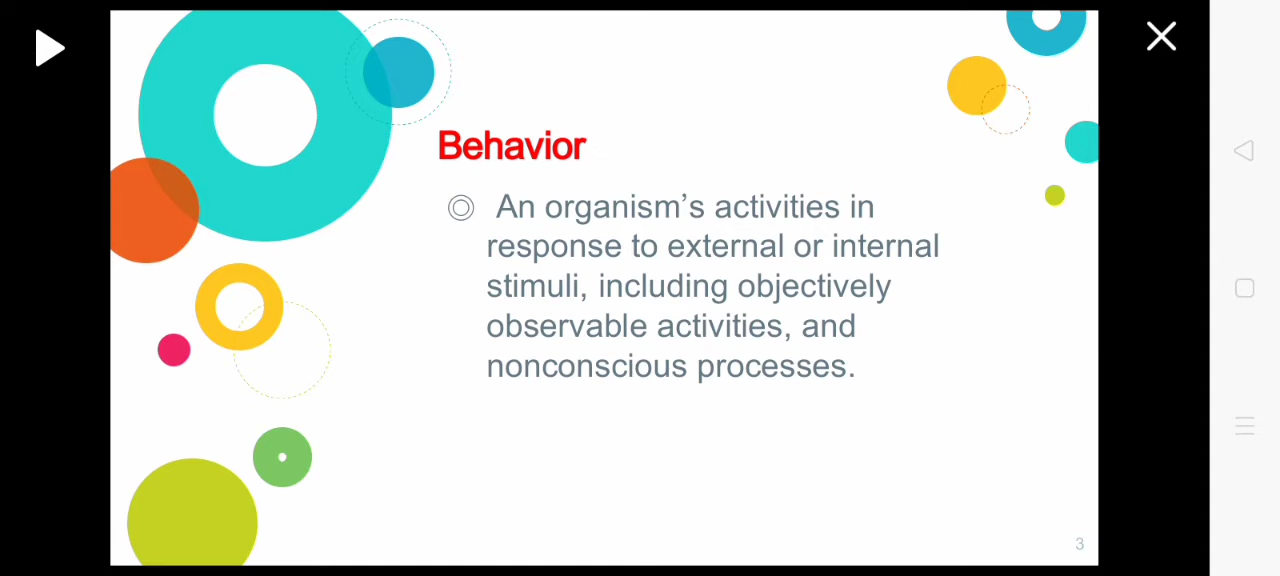 Behavior
An organism’s activities in
response to external or internal
stimuli, including objectively
observable activities, and
nonconscious processes.
3